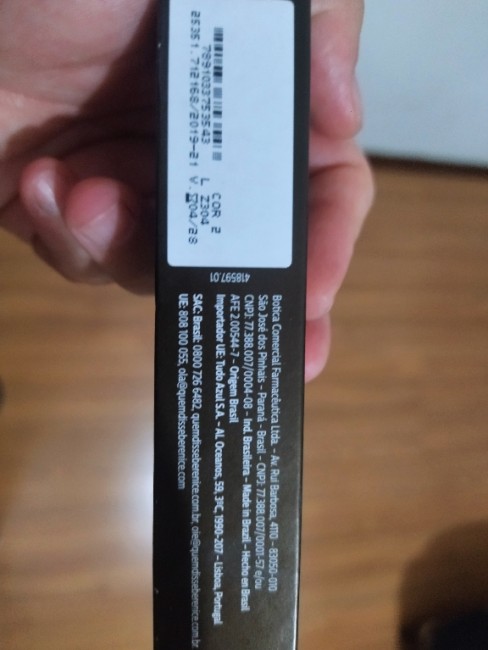 7891033753543
COR 2
L Z304
25351.712168/2019-21 V.04/28
418597.01
Botica Comercial Farmacêutica Ltda. – Av. Rui Barbosa, 4110 – 83050-010
São José dos Pinhais – Paraná – Brasil – CNPJ: 77.388.007/0001-57 e/ou
CNPJ: 77.388.007/0004-08 – Ind. Brasileira – Made in Brazil – Hecho en Brasil
AFE 2.00544-7 – Origem Brasil
Importador UE: Tudo Azul S.A – Al. Oceanos, 59, 3ºC, 1990-207 – Lisboa, Portugal
SAC: Brasil: 0800 726 6482, quemdisseberenice.com.br, oie@quemdisseberenice.com.br
UE: 808 100 055, ola@quemdisseberenice.com